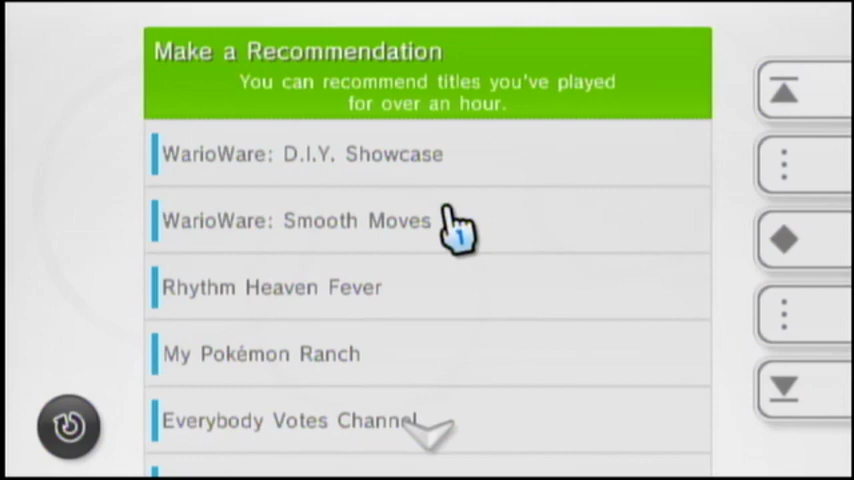 Make a Recommendation
You can recommend titles you've played
for over an hour.
WarioWare: D.I.Y. Showcase
WarioWare: Smooth Moves
1
Rhythm Heaven Fever
My Pokémon Ranch
Everybody Votes Channel